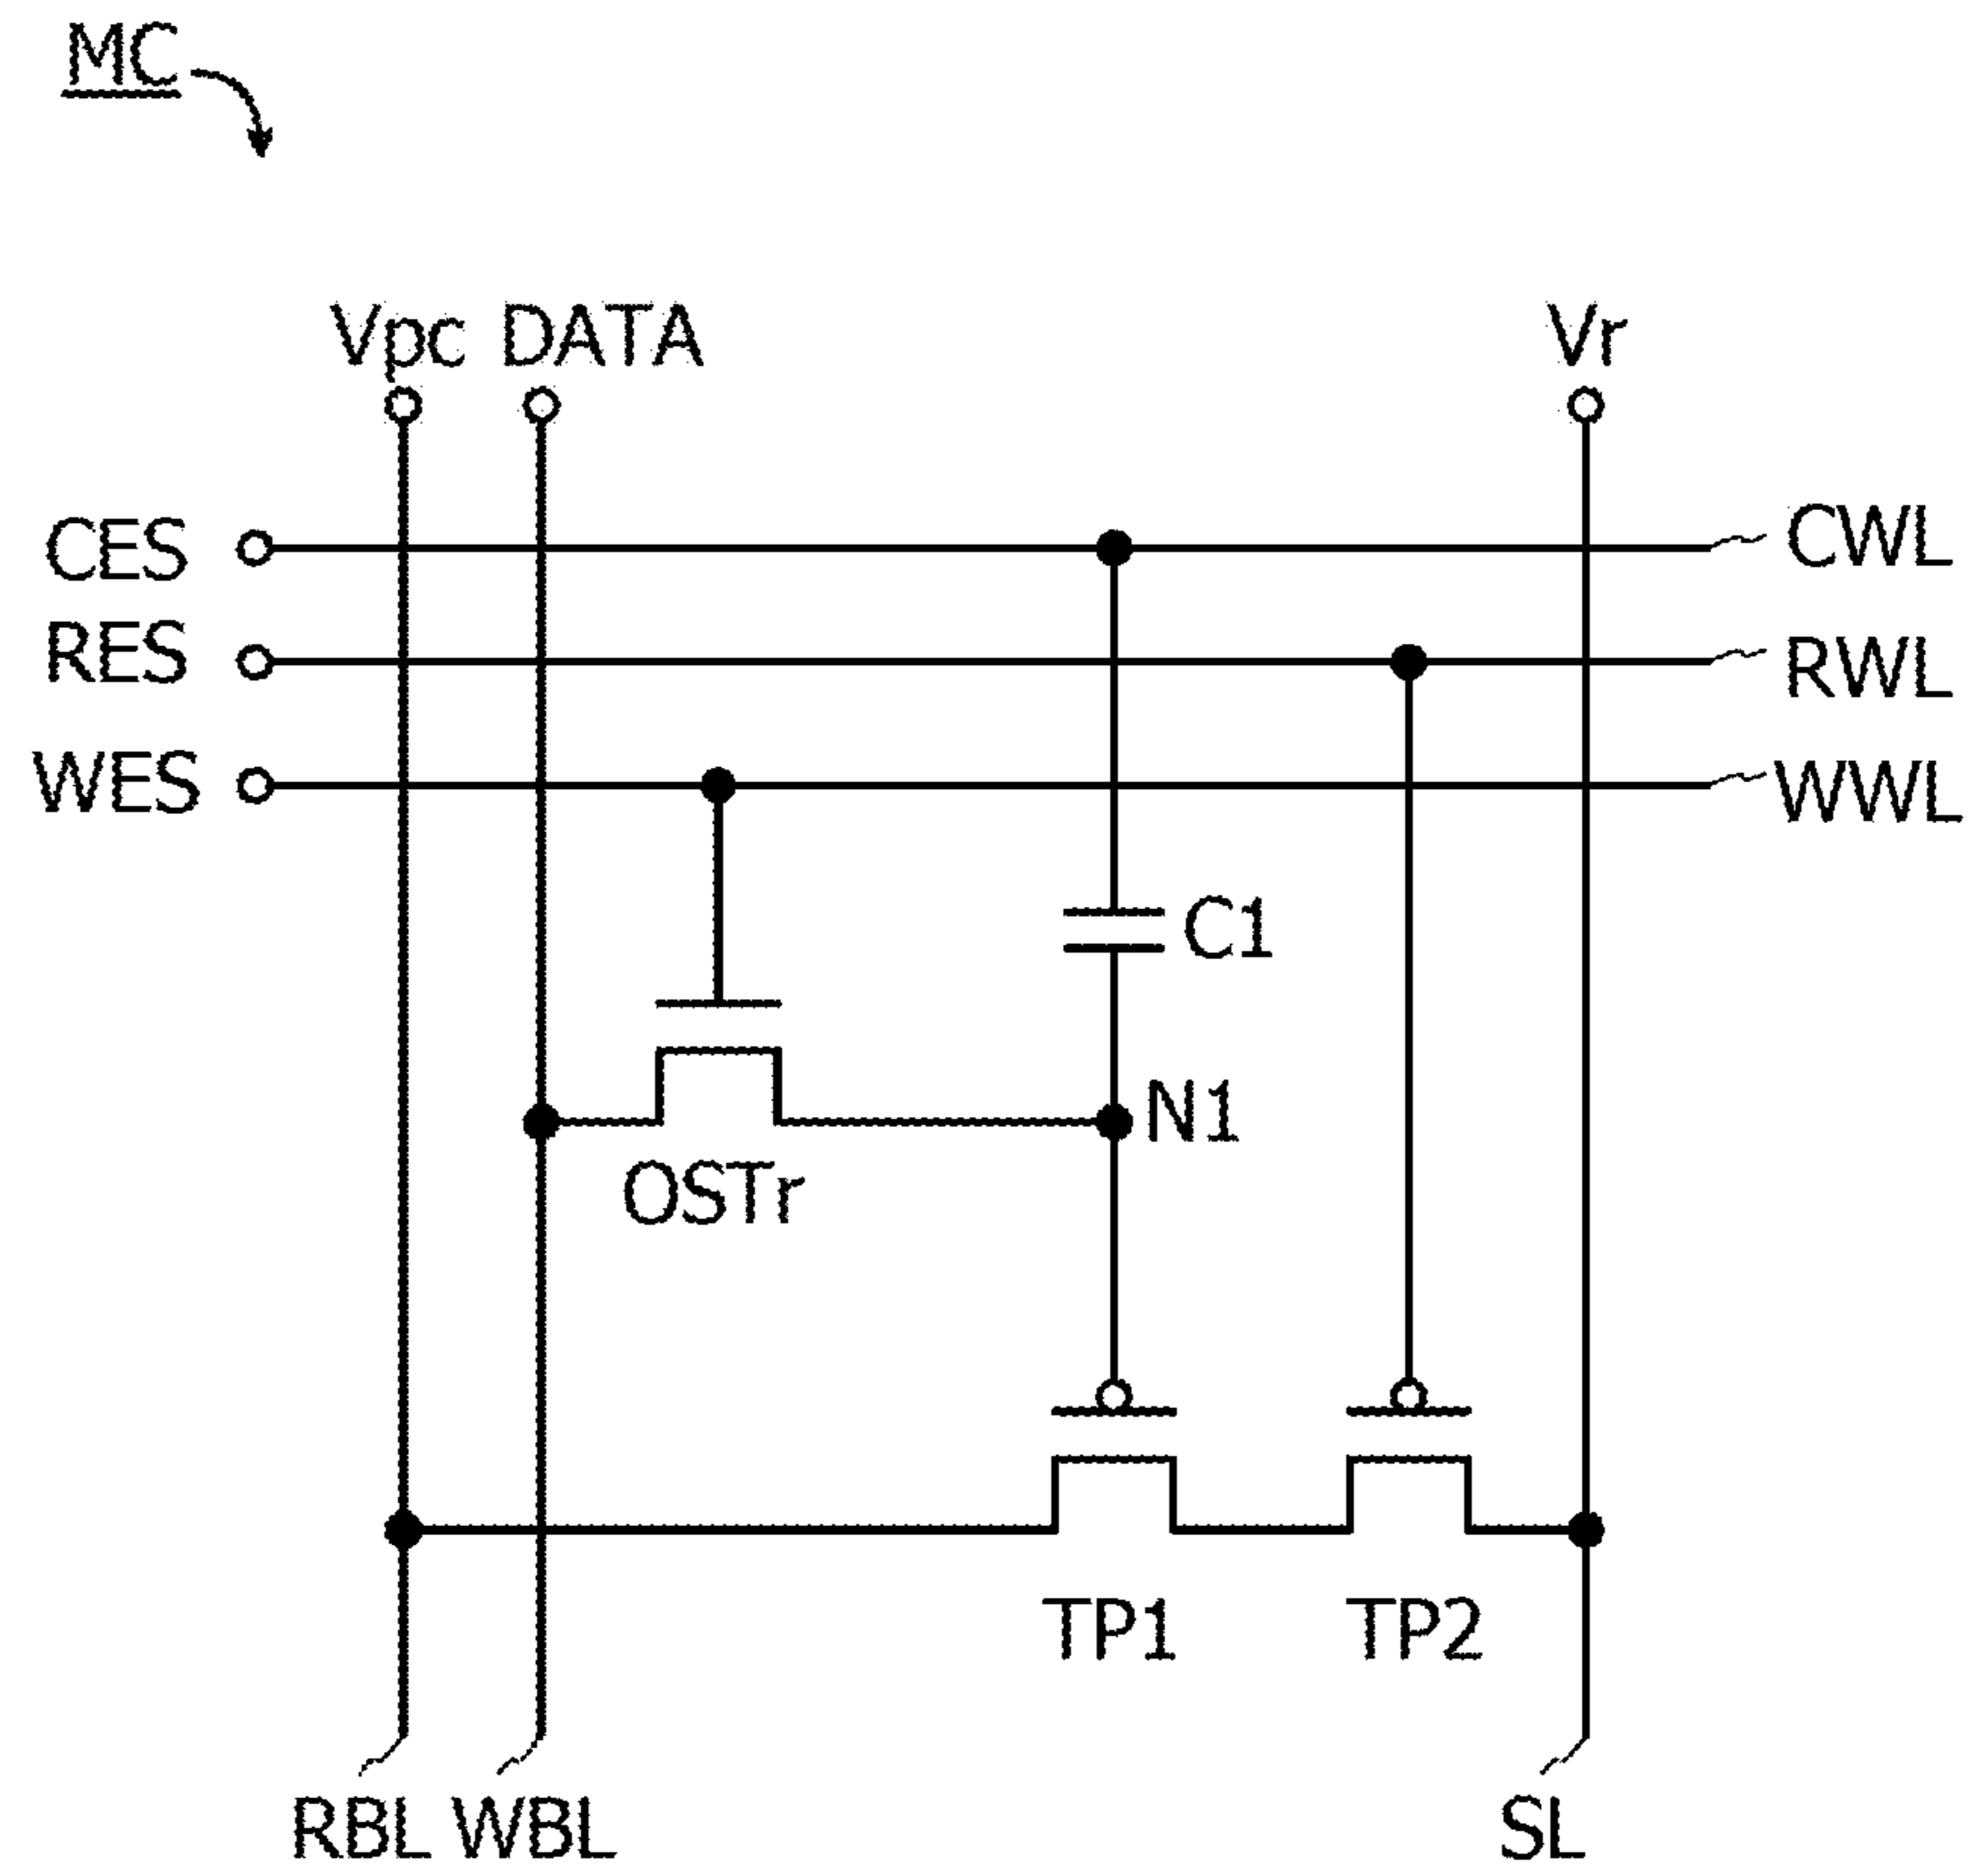 MC
Vpc DATA Vr
CES CWL
RES RWL
WES WWL
C1
N1
OSTr
TP1 TP2
RBL WBL SL